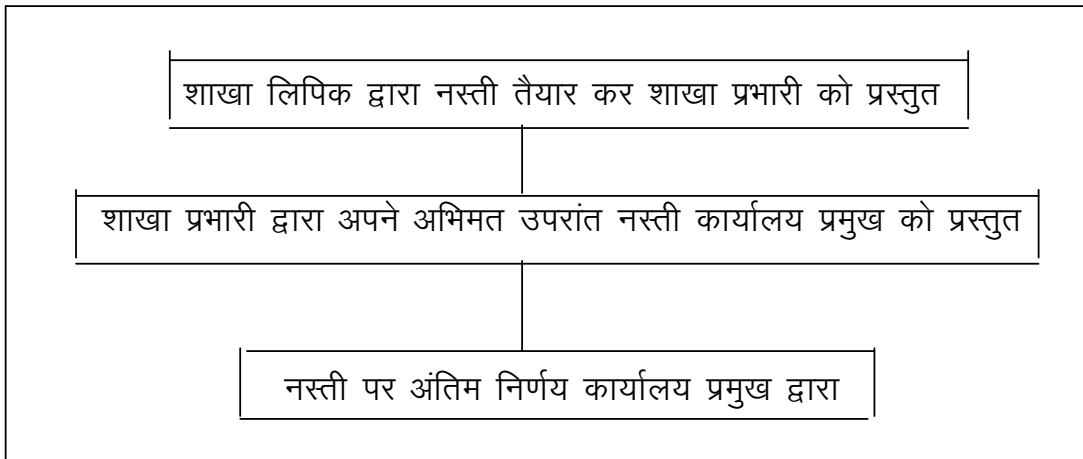 शाखा लिपिक द्वारा नस्ती तैयार कर शाखा प्रभारी को प्रस्तुत
शाखा प्रभारी द्वारा अपने अभिमत उपरांत नस्ती कार्यालय प्रमुख को प्रस्तुत
नस्ती पर अंतिम निर्णय कार्यालय प्रमुख द्वारा